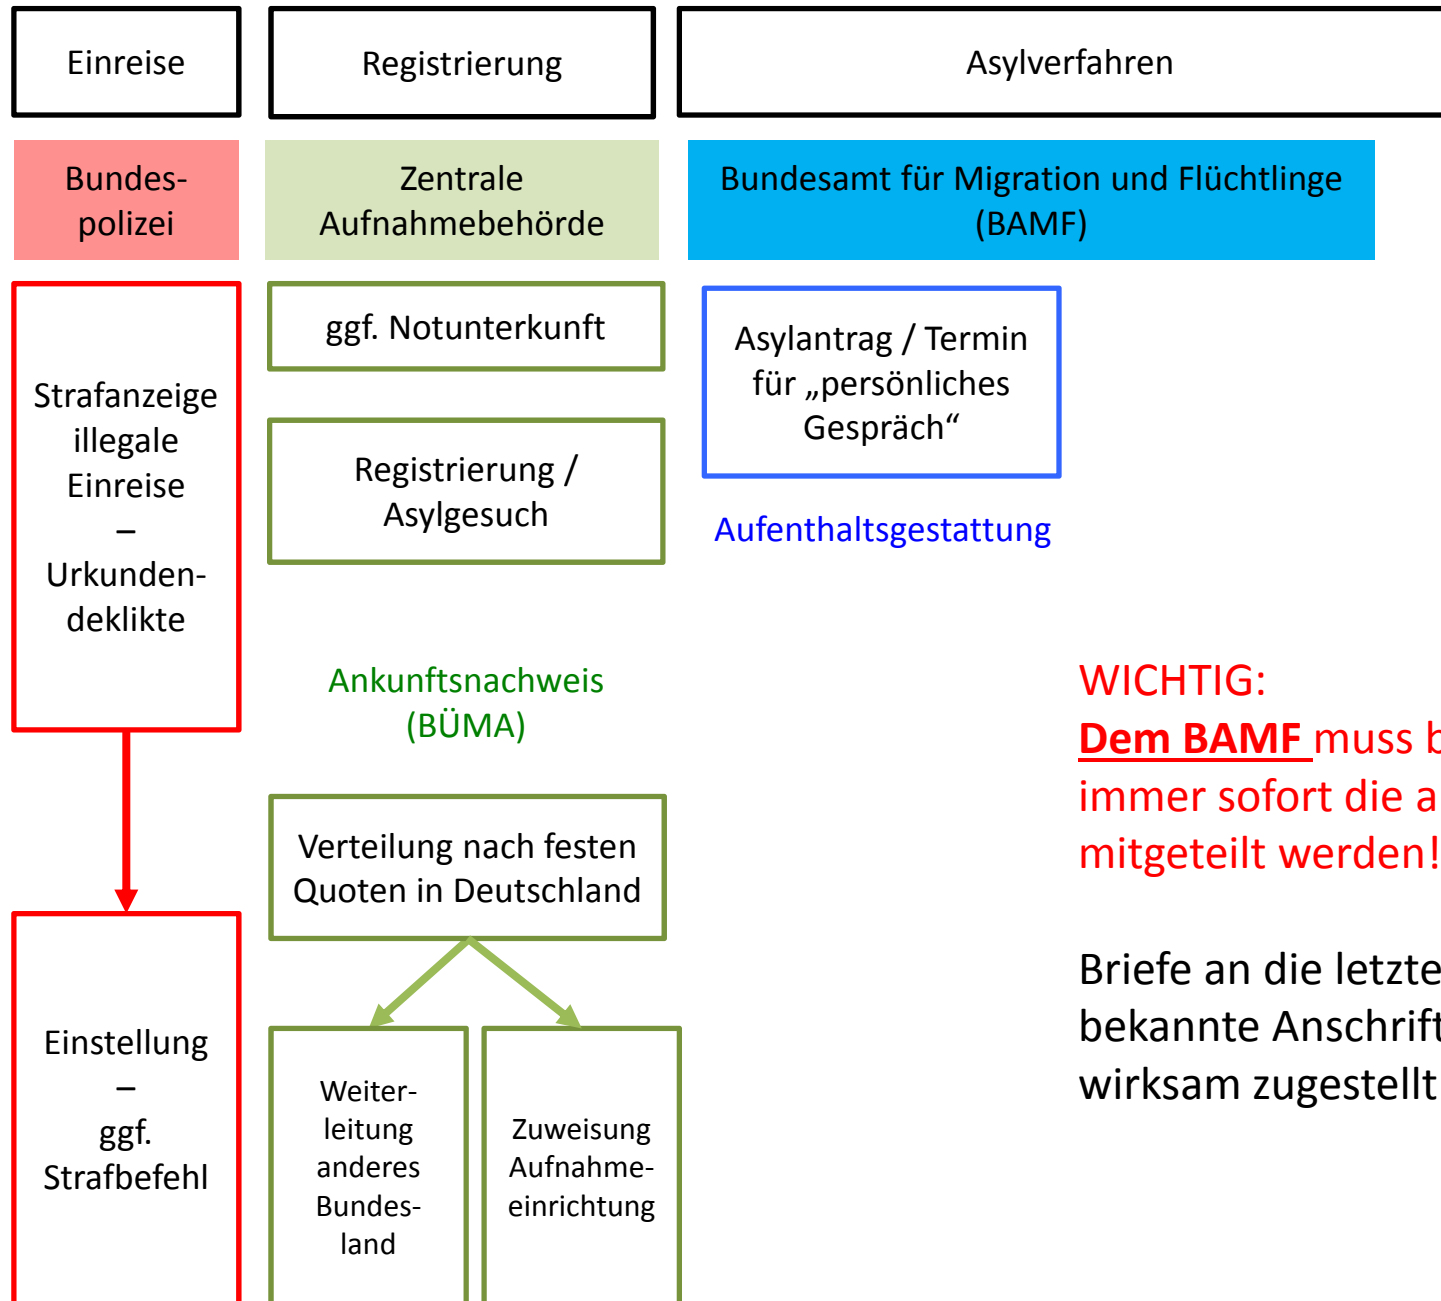 Einreise
Registrierung
Asylverfahren
Bundes-
polizei
Zentrale
Aufnahmebehörde
Bundesamt für Migration und Flüchtlinge
(BAMF)
Strafanzeige
illegale
Einreise
–
Urkunden-
deklikte
Einstellung
–
ggf.
Strafbefehl
ggf. Notunterkunft
Registrierung /
Asylgesuch
Ankunftsnachweis
(BÜMA)
Verteilung nach festen
Quoten in Deutschland
Weiter-
leitung
anderes
Bundes-
land
Zuweisung
Aufnahme-
einrichtung
Asylantrag / Termin
für „persönliches
Gespräch“
Aufenthaltsgestattung
WICHTIG:
Dem BAMF muss
immer sofort die
mitgeteilt werden!
Briefe an die letzte
bekannte Anschrift
wirksam zugestellt